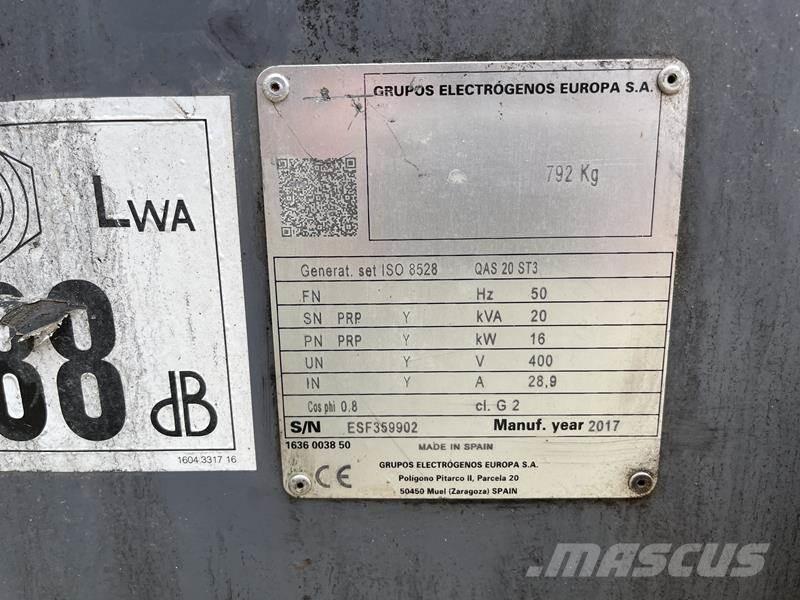 LWA
88
dB
1604 3317 16
GRUPOS ELECTRÓGENOS EUROPA S.A.
792 Kg
Generat. set ISO 8528 QAS 20 ST3
FN Hz 50
SN PRP Y kVA 20
PN PRP Y kW 16
UN Y V 400
IN Y A 28,9
Cos phi 0.8 cl. G 2
S/N ESF359902 Manuf. year 2017
1636 0038 50 MADE IN SPAIN
CE
GRUPOS ELECTRÓGENOS EUROPA S.A.
Polígono Pitarco II, Parcela 20
50450 Muel (Zaragoza) SPAIN
MASCUS